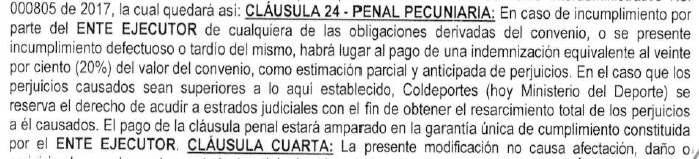 000805 de 2017, la cual quedará así: CLÁUSULA 24 - PENAL PECUNIARIA: En caso de incumplimiento por
parte del ENTE EJECUTOR de cualquiera de las obligaciones derivadas del convenio, o se presente
incumplimiento defectuoso o tardío del mismo, habrá lugar al pago de una indemnización equivalente al veinte
por ciento (20%) del valor del convenio, como estimación parcial y anticipada de perjuicios. En el caso que los
perjuicios causados sean superiores a lo aquí establecido, Coldeportes (hoy Ministerio del Deporte) se
reserva el derecho de acudir a estrados judiciales con el fin de obtener el resarcimiento total de los perjuicios
a él causados. El pago de la cláusula penal estará amparado en la garantía única de cumplimiento constituida
por el ENTE EJECUTOR. CLÁUSULA CUARTA: La presente modificación no causa afectación, daño o